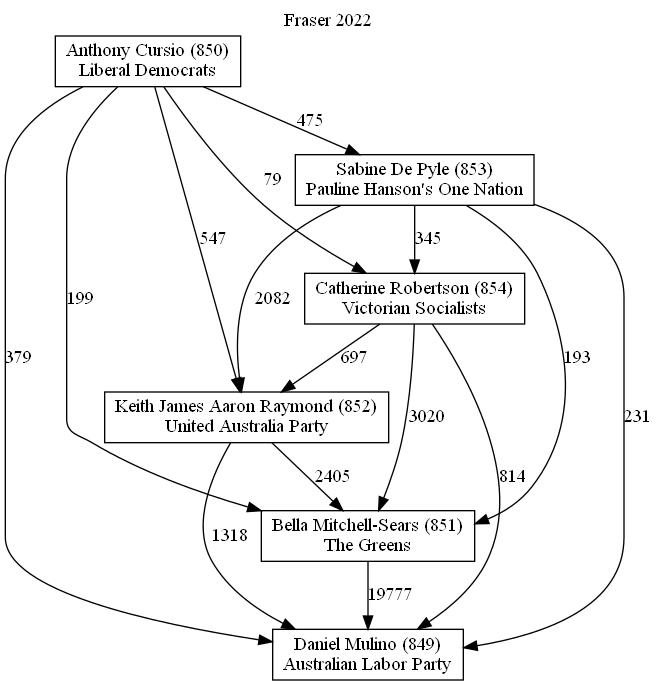 Fraser 2022
Anthony Cursio (850)
Liberal Democrats
475
Sabine De Pyle (853)
Pauline Hanson's One Nation
79
547
345
199
2082
Catherine Robertson (854)
Victorian Socialists
379
697
193
Keith James Aaron Raymond (852)
United Australia Party
3020
231
2405
814
1318
Bella Mitchell-Sears (851)
The Greens
19777
Daniel Mulino (849)
Australian Labor Party